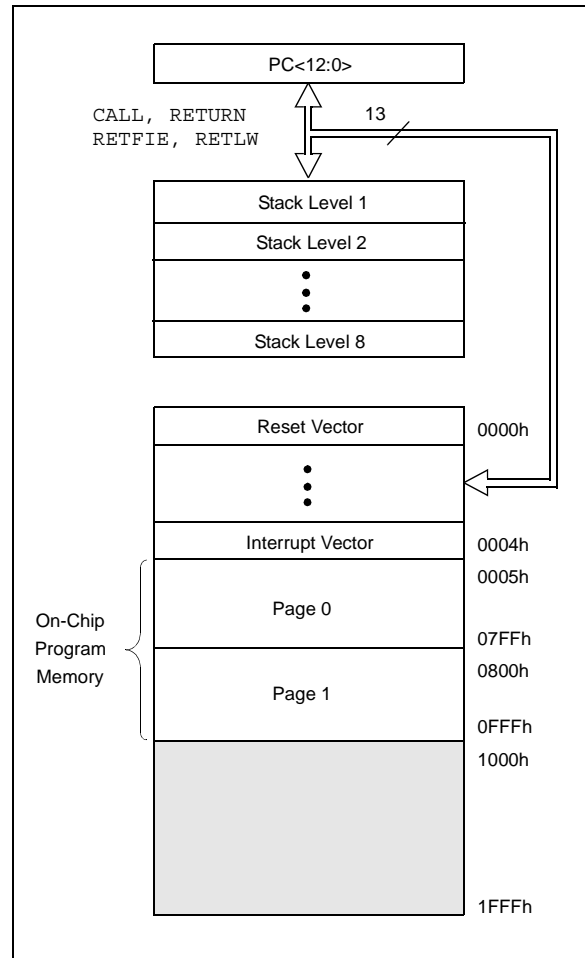 PC<12:0>
CALL, RETURN
RETFIE, RETLW
13
Stack Level 1
Stack Level 2
Stack Level 8
Reset Vector
0000h
Interrupt Vector
0004h
0005h
On-Chip
Program
Memory
Page 0
07FFh
0800h
Page 1
0FFFh
1000h
1FFFh